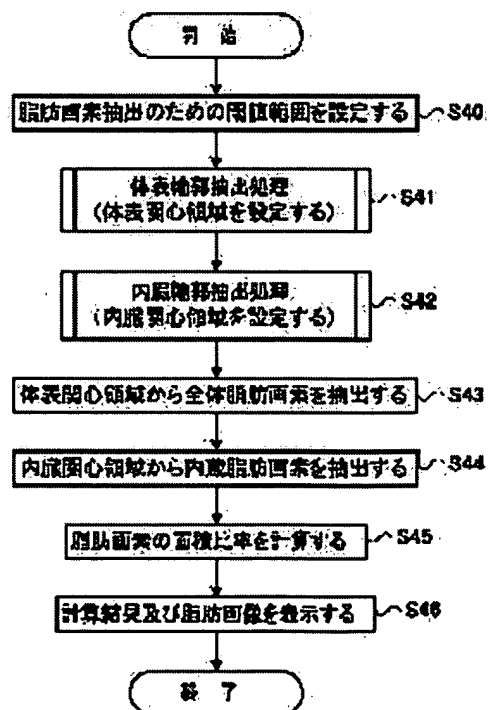 開 始
脂肪画素抽出のための閾値範囲を設定する S40
体表輪郭抽出処理 S41
(体表関心領域を設定する)
内臓輪郭抽出処理 S42
(内臓関心領域を設定する)
体表関心領域から全体脂肪画素を抽出する S43
内臓関心領域から内蔵脂肪画素を抽出する S44
脂肪画素の面積比率を計算する S45
計算結果及び脂肪画像を表示する S46
終 了